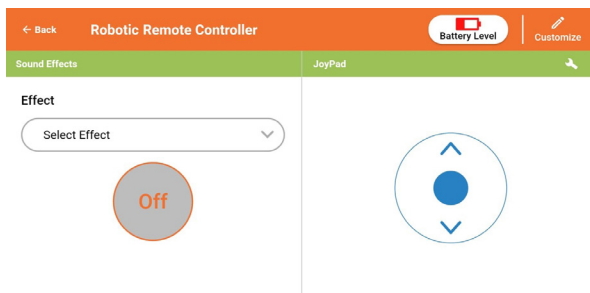 Back
Robotic Remote Controller
Battery Level
Customize
Sound Effects
JoyPad
Effect
Select Effect
Off